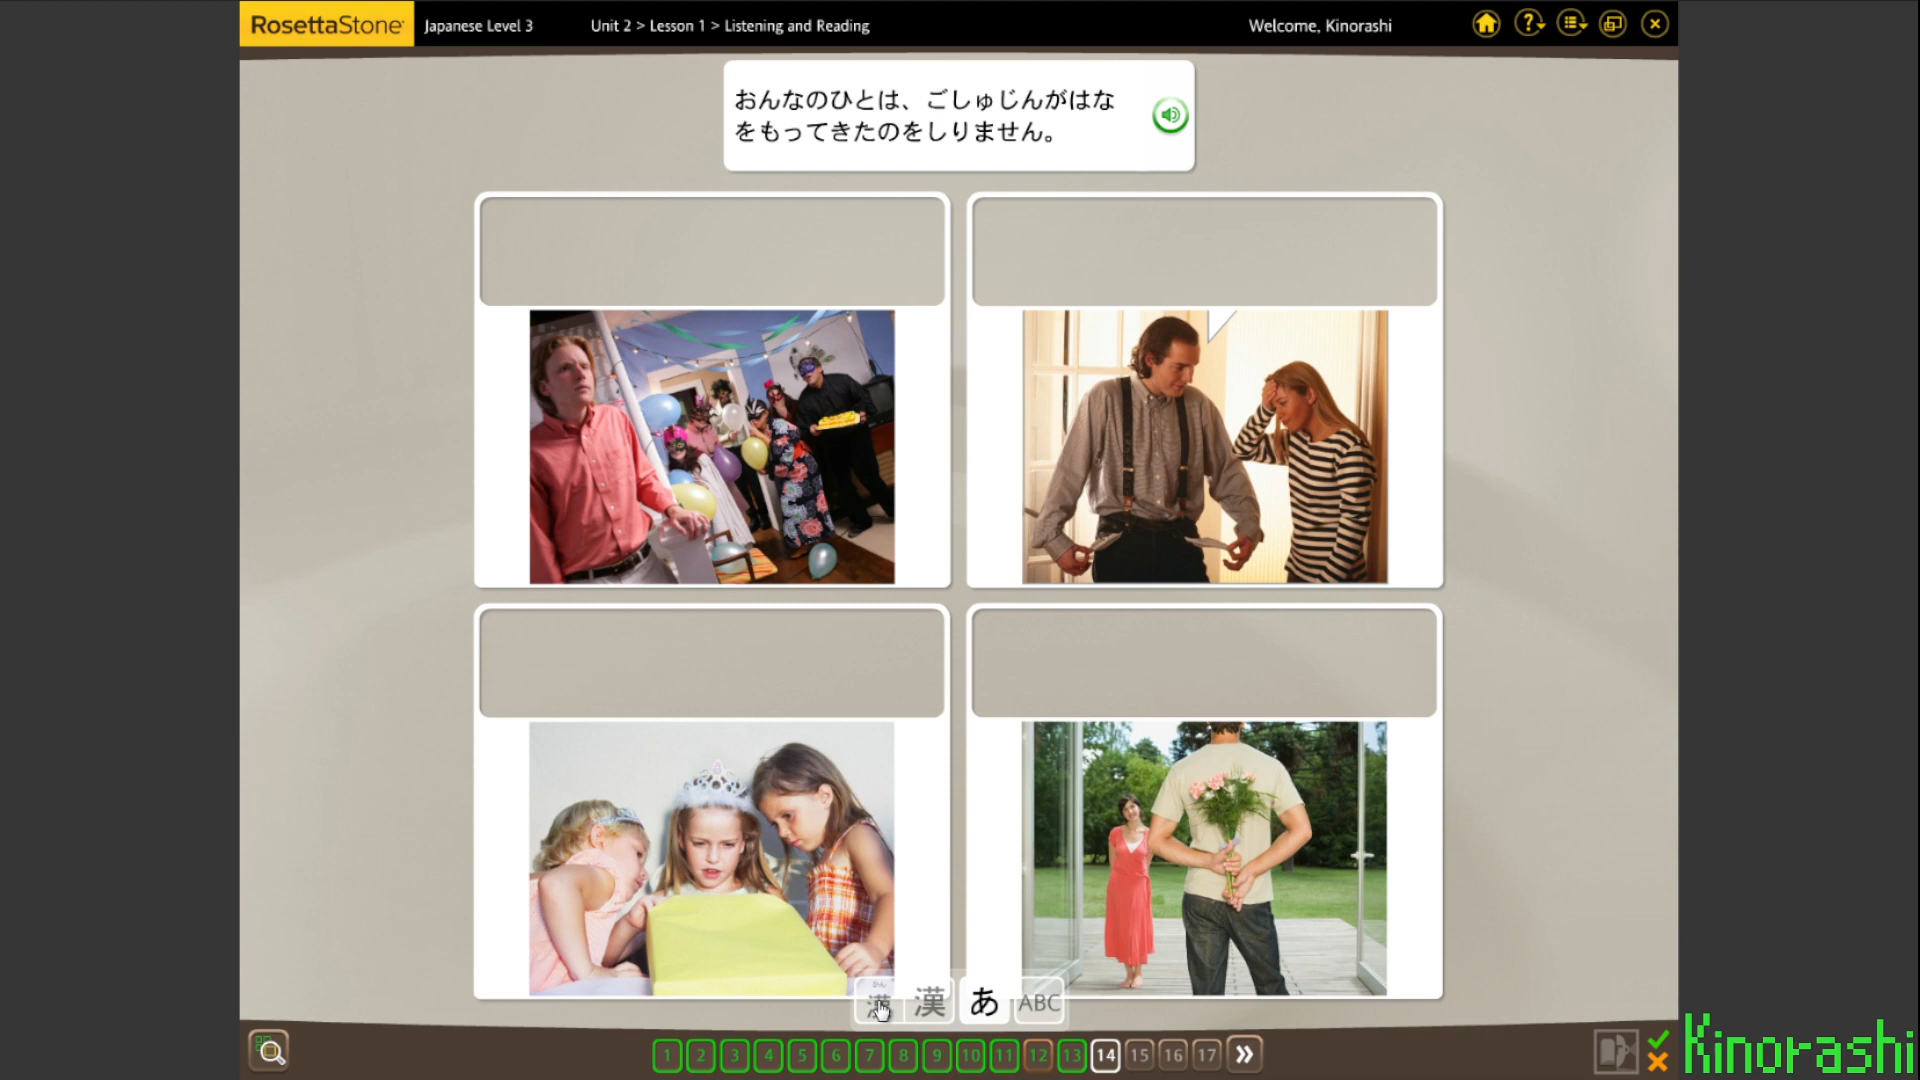 RosettaStone
Japanese Level 3
Unit 2 > Lesson 1 > Listening and Reading
Welcome, Kinorashi
おんなのひとは、ごしゅじんがはな
をもってきたのをしりません。
漢 漢 あ ABC
1 2 3 4 5 6 7 8 9 10 11 12 13 14 15 16 17
Kinorashi